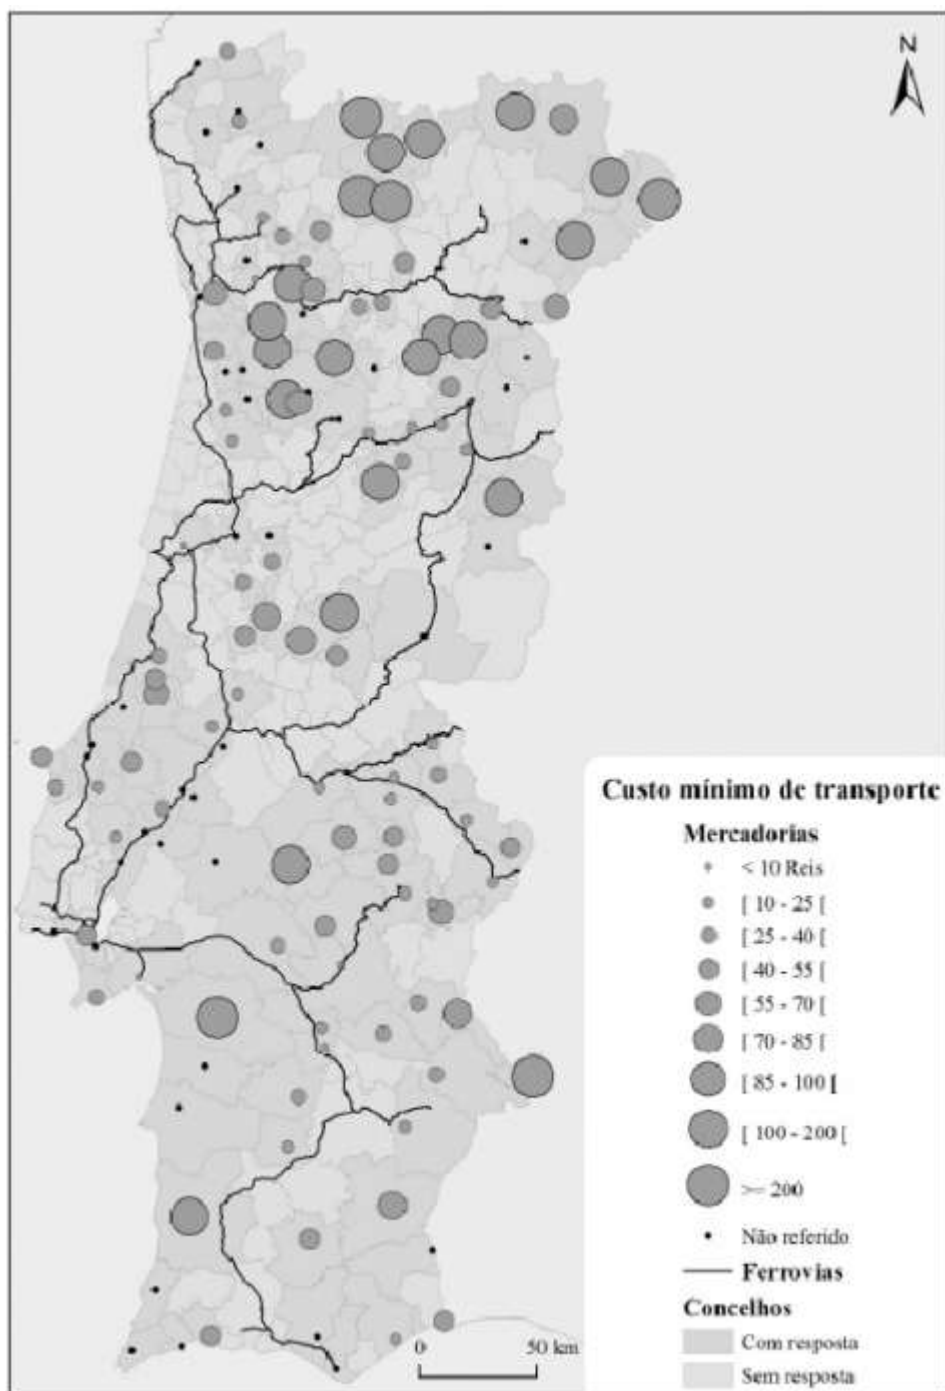 N
Custo mínimo de transporte
Mercadorias
< 10 Reis
[ 10 - 25 [
[ 25 - 40 [
[ 40 - 55 [
[ 55 - 70 [
[ 70 - 85 [
[ 85 - 100 [
[ 100 - 200 [
>= 200
Não referido
Ferrovias
Concelhos
Com resposta
Sem resposta
0 50 km